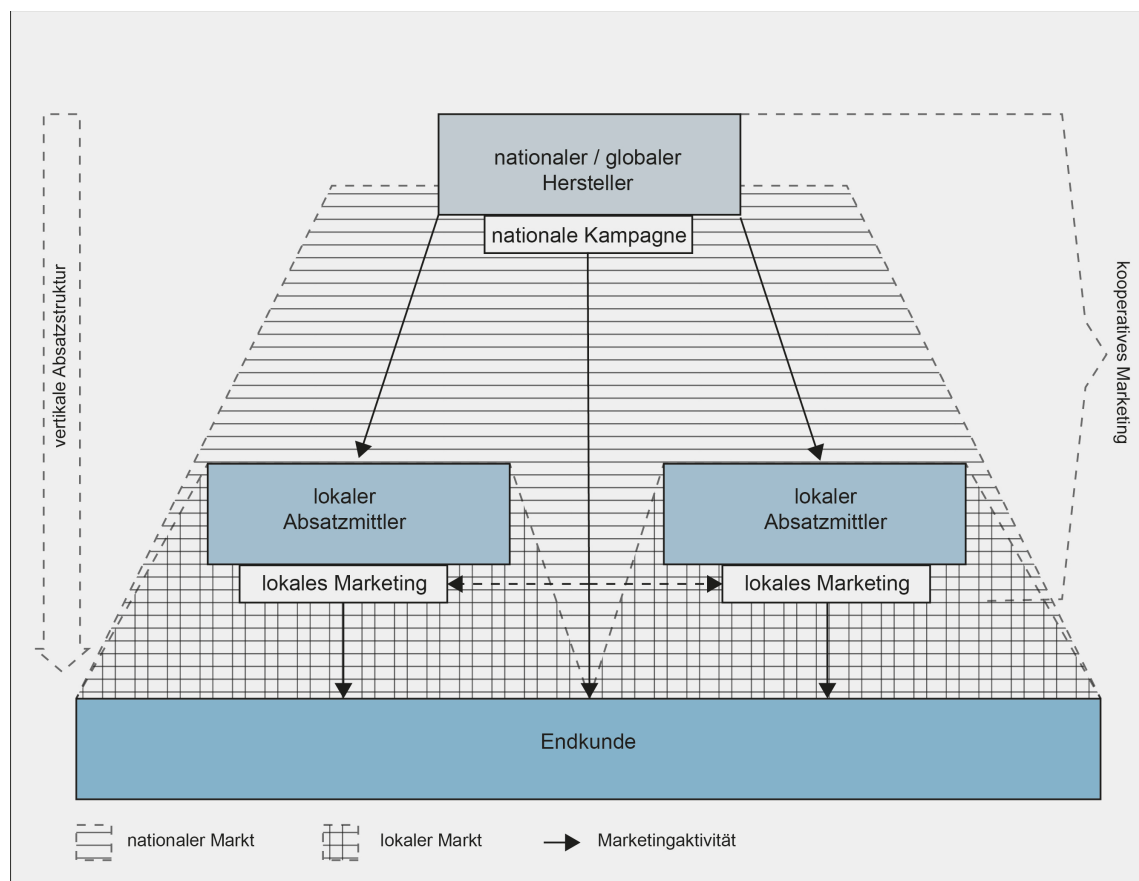 nationaler / globaler
Hersteller
nationale Kampagne
vertikale Absatzstruktur
kooperatives Marketing
lokaler
Absatzmittler
lokaler
Absatzmittler
lokales Marketing
lokales Marketing
Endkunde
nationaler Markt
lokaler Markt
Marketingaktivität